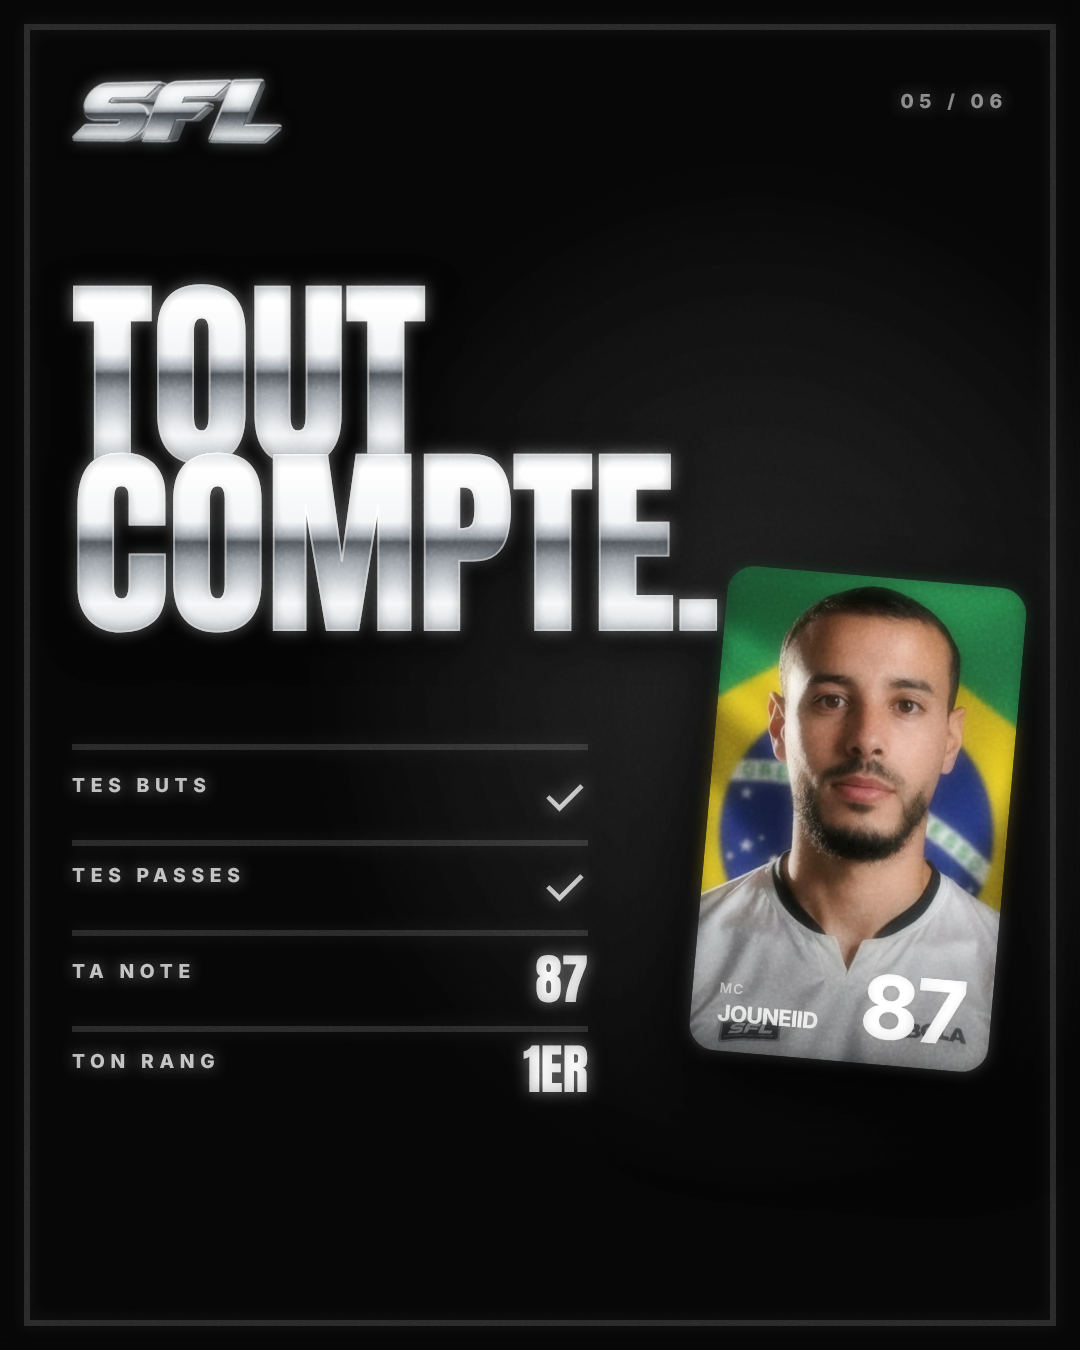 SFL
05 / 06
TOUT
COMPTE.
TES BUTS
TES PASSES
TA NOTE
87
TON RANG
1ER
MC
JOUNEIID
87
SFL